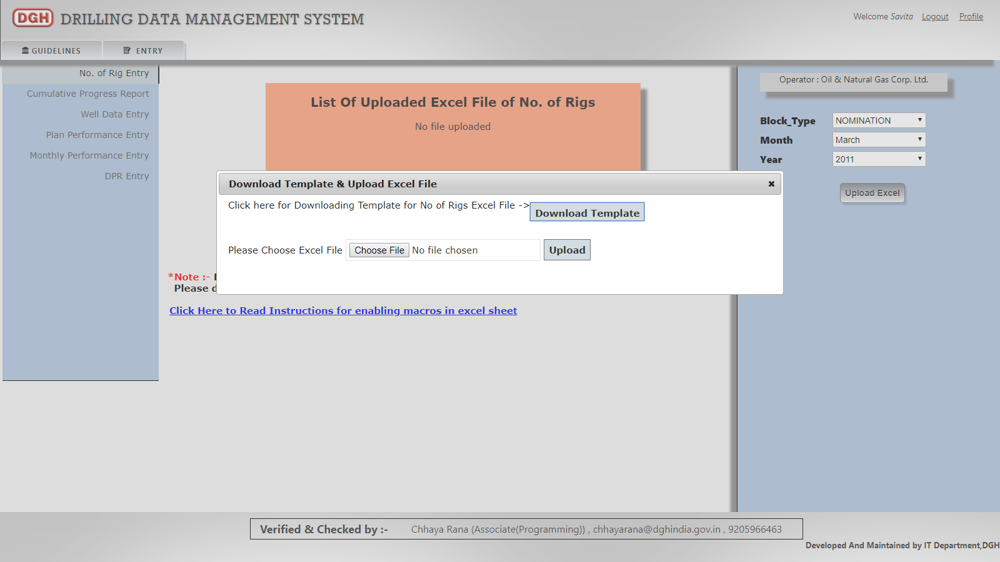 DGH DRILLING DATA MANAGEMENT SYSTEM
Welcome Savita Logout Profile
GUIDELINES ENTRY
No. of Rig Entry
Cumulative Progress Report
Well Data Entry
Plan Performance Entry
Monthly Performance Entry
DPR Entry
List Of Uploaded Excel File of No. of Rigs
No file uploaded
Download Template & Upload Excel File
Click here for Downloading Template for No of Rigs Excel File ->
Download Template
Please Choose Excel File Choose File No file chosen Upload
*Note :-
Please
Click Here to Read Instructions for enabling macros in excel sheet
Operator : Oil & Natural Gas Corp. Ltd.
Block_Type NOMINATION
Month March
Year 2011
Upload Excel
Verified & Checked by :- Chhaya Rana (Associate(Programming)) , chhayarana@dghindia.gov.in , 9205966463
Developed And Maintained by IT Department,DGH